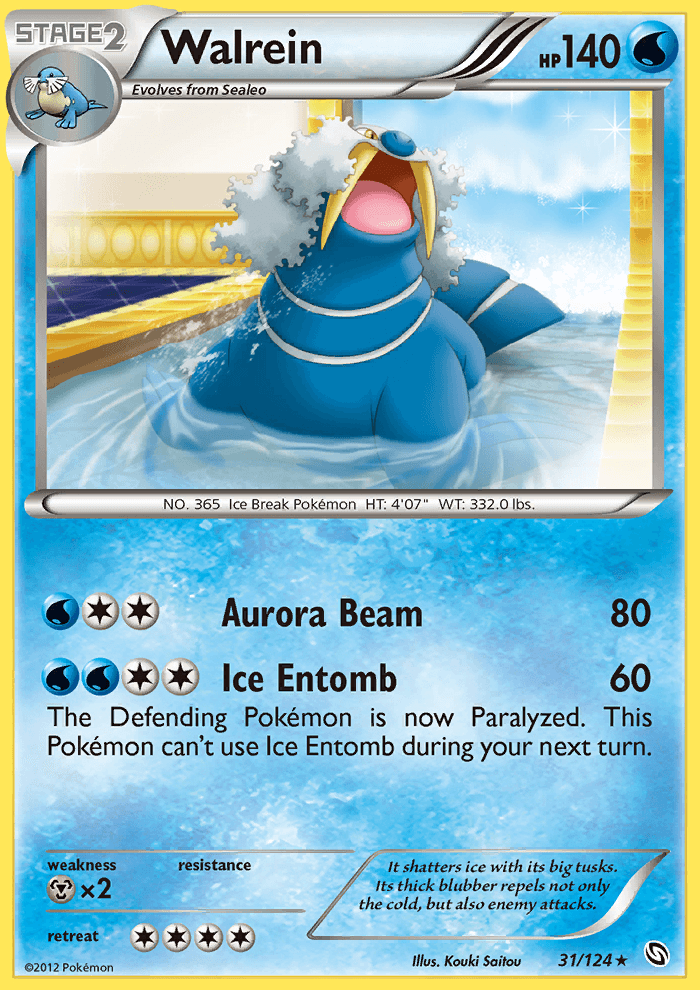 STAGE2
Walrein
HP140
Evolves from Sealeo
NO. 365 Ice Break Pokémon HT: 4'07" WT: 332.0 lbs.
Aurora Beam 80
Ice Entomb 60
The Defending Pokémon is now Paralyzed. This
Pokémon can't use Ice Entomb during your next turn.
weakness resistance
×2
It shatters ice with its big tusks.
Its thick blubber repels not only
the cold, but also enemy attacks.
retreat
©2012 Pokémon
Illus. Kouki Saitou 31/124 ★